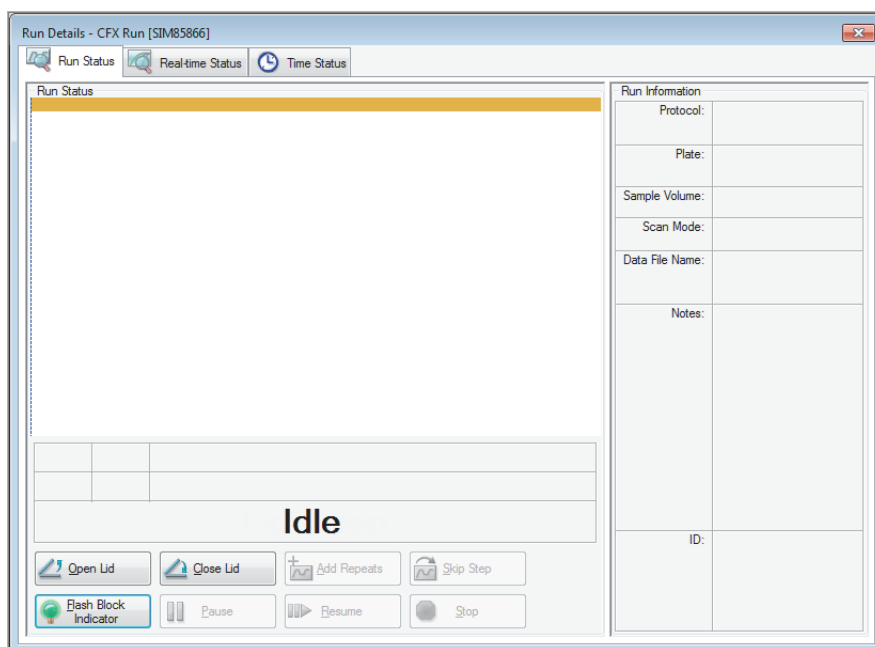 Run Details - CFX Run [SIM85866]
Run Status
Real-time Status
Time Status
Run Status
Idle
Open Lid
Close Lid
Add Repeats
Skip Step
Flash Block
Indicator
Pause
Resume
Stop
Run Information
Protocol:
Plate:
Sample Volume:
Scan Mode:
Data File Name:
Notes:
ID: